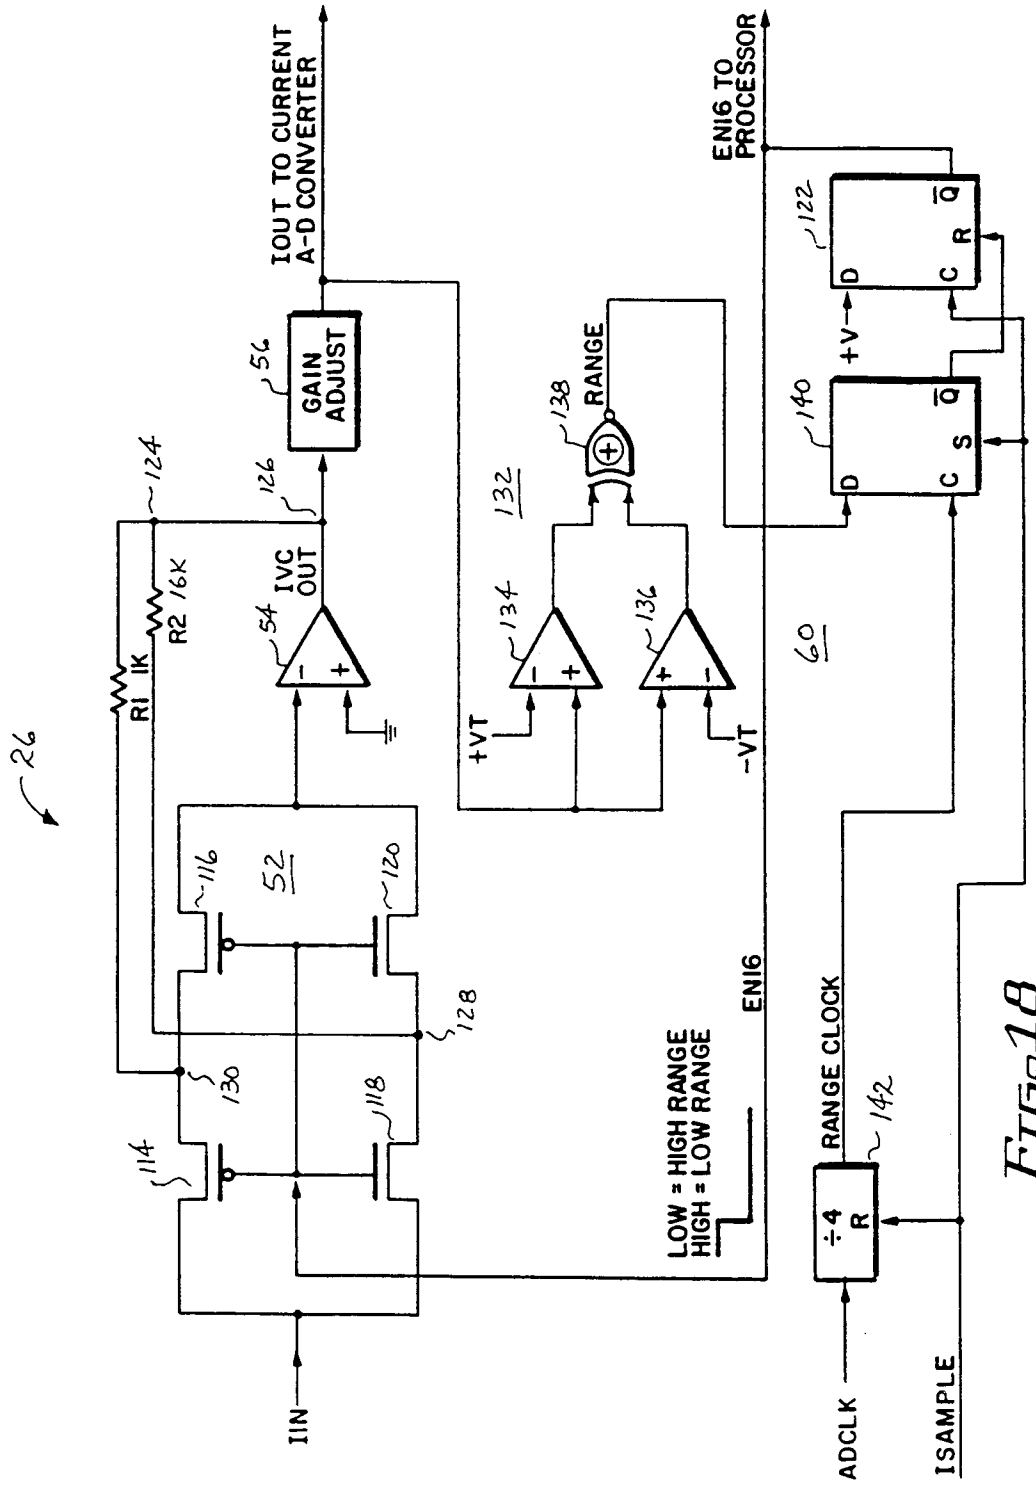 26
124
R1 1K
R2 16K
126
IVC
OUT
54
-
+
56
GAIN
ADJUST
IOUT TO CURRENT
A-D CONVERTER
IIN
114
130
116
52
118
128
120
+VT
-VT
134
-
+
136
+
-
132
138
+
RANGE
LOW = HIGH RANGE
HIGH = LOW RANGE
EN16
EN16 TO
PROCESSOR
60
ADCLK
÷4
R
142
RANGE CLOCK
ISAMPLE
140
D
C
S
Q̅
+V
122
D
C
R
Q̅
FIG-18